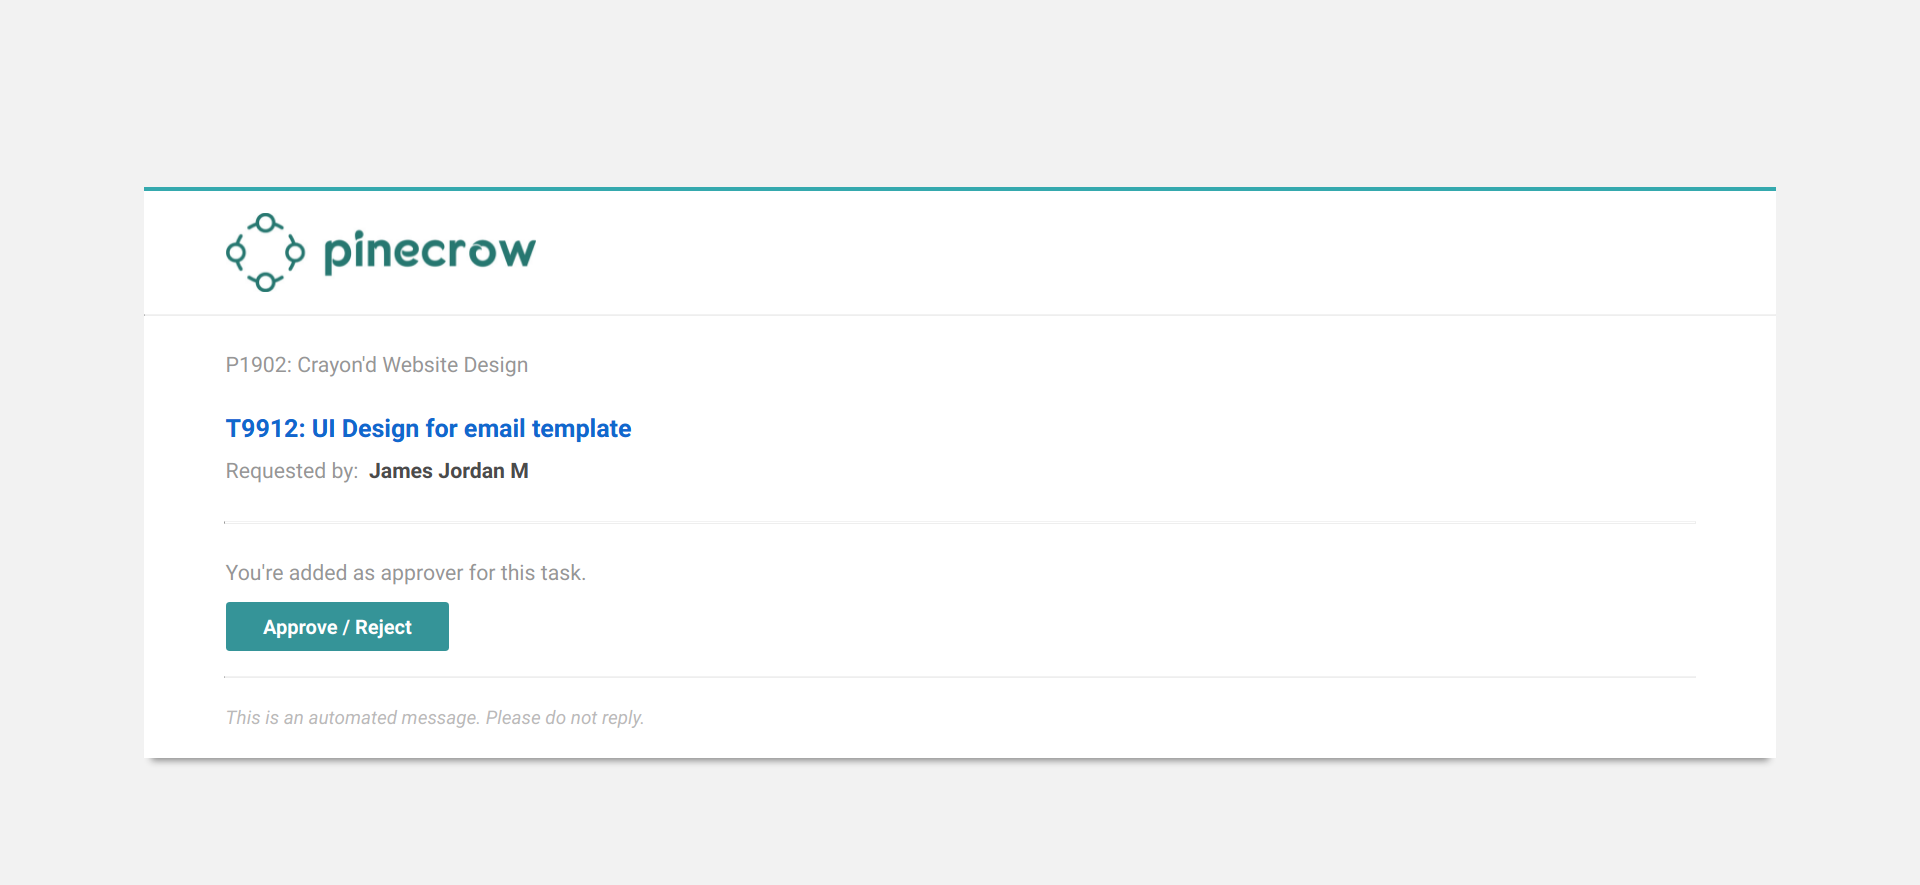 pinecrow
P1902: Crayon'd Website Design
T9912: UI Design for email template
Requested by: James Jordan M
You're added as approver for this task.
Approve / Reject
This is an automated message. Please do not reply.